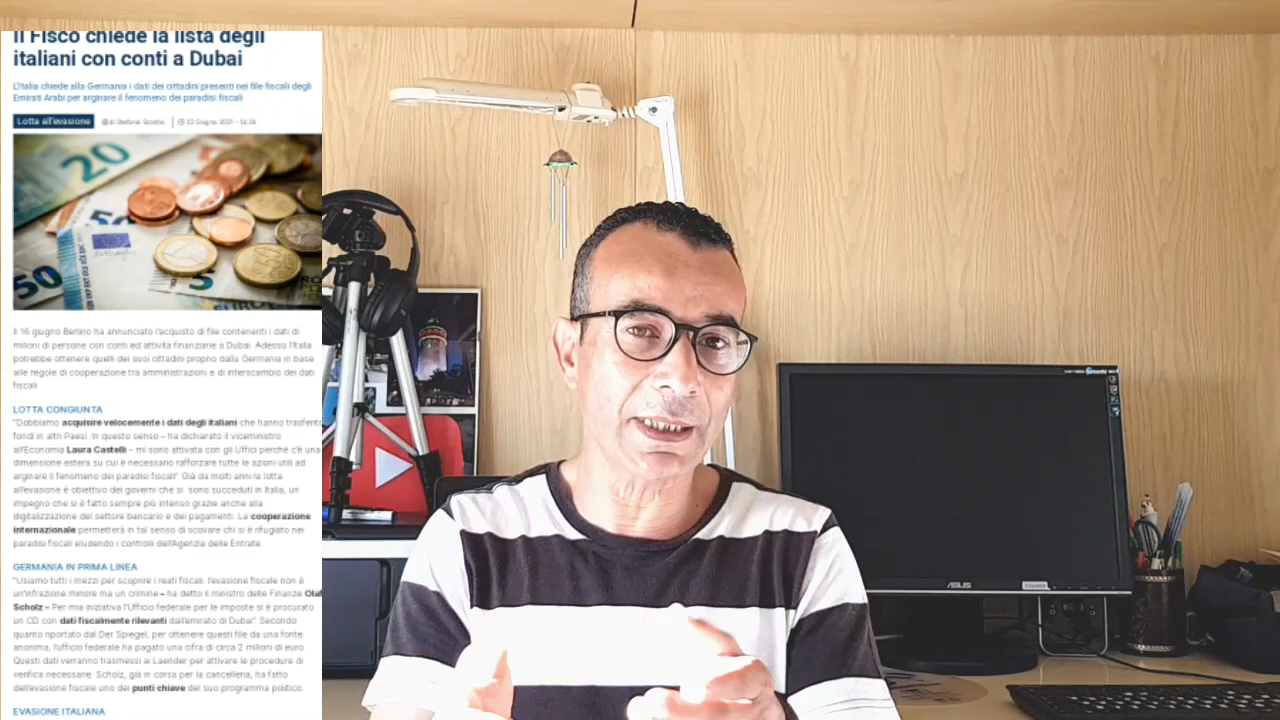 Il Fisco chiede la lista degli
italiani con conti a Dubai
L'Italia chiede alla Germania i dati dei cittadini presenti nei file fiscali degli
Emirati Arabi per arginare il fenomeno dei paradisi fiscali
Lotta all'evasione
di Stefano 22 Giugno 2021 -
Il 16 giugno Berlino ha annunciato l'acquisto di file contenenti i dati di
milioni di persone con conti ed attività finanziarie a Dubai. Adesso l'Italia
potrebbe ottenere quelli dei suoi cittadini proprio dalla Germania in base
alle regole di cooperazione tra amministrazioni e di interscambio dei dati
fiscali.
LOTTA CONGIUNTA
"Dobbiamo acquisire velocemente i dati degli italiani che hanno trasferito
fondi in altri Paesi. In questo senso – ha dichiarato il viceministro
all'Economia Laura Castelli – mi sono attivata con gli Uffici perché c'è una
dimensione estera su cui è necessario rafforzare tutte le azioni utili ad
arginare il fenomeno dei paradisi fiscali". Già da molti anni la lotta
all'evasione è obiettivo dei governi che si sono succeduti in Italia, un
impegno che si è fatto sempre più intenso grazie anche alla
digitalizzazione del settore bancario e dei pagamenti. La cooperazione
internazionale permetterà in tal senso di scovare chi si è rifugiato nei
paradisi fiscali eludendo i controlli dell'Agenzia delle Entrate.
GERMANIA IN PRIMA LINEA
"Usiamo tutti i mezzi per scoprire i reati fiscali: l'evasione fiscale non è
un'infrazione minore ma un crimine – ha detto il ministro delle Finanze Olaf
Scholz – Per mia iniziativa l'Ufficio federale per le imposte si è procurato
un CD con dati fiscalmente rilevanti dall'emirato di Dubai". Secondo
quanto riportato dal Der Spiegel, per ottenere questi file da una fonte
anonima, l'ufficio federale ha pagato una cifra di circa 2 milioni di euro.
Questi dati verranno trasmessi ai Laender per attivare le procedure di
verifica necessarie. Scholz, già in corsa per la cancelleria, ha fatto
dell'evasione fiscale uno dei punti chiave del suo programma politico.
EVASIONE ITALIANA
20
50
5
EURO
ASUS